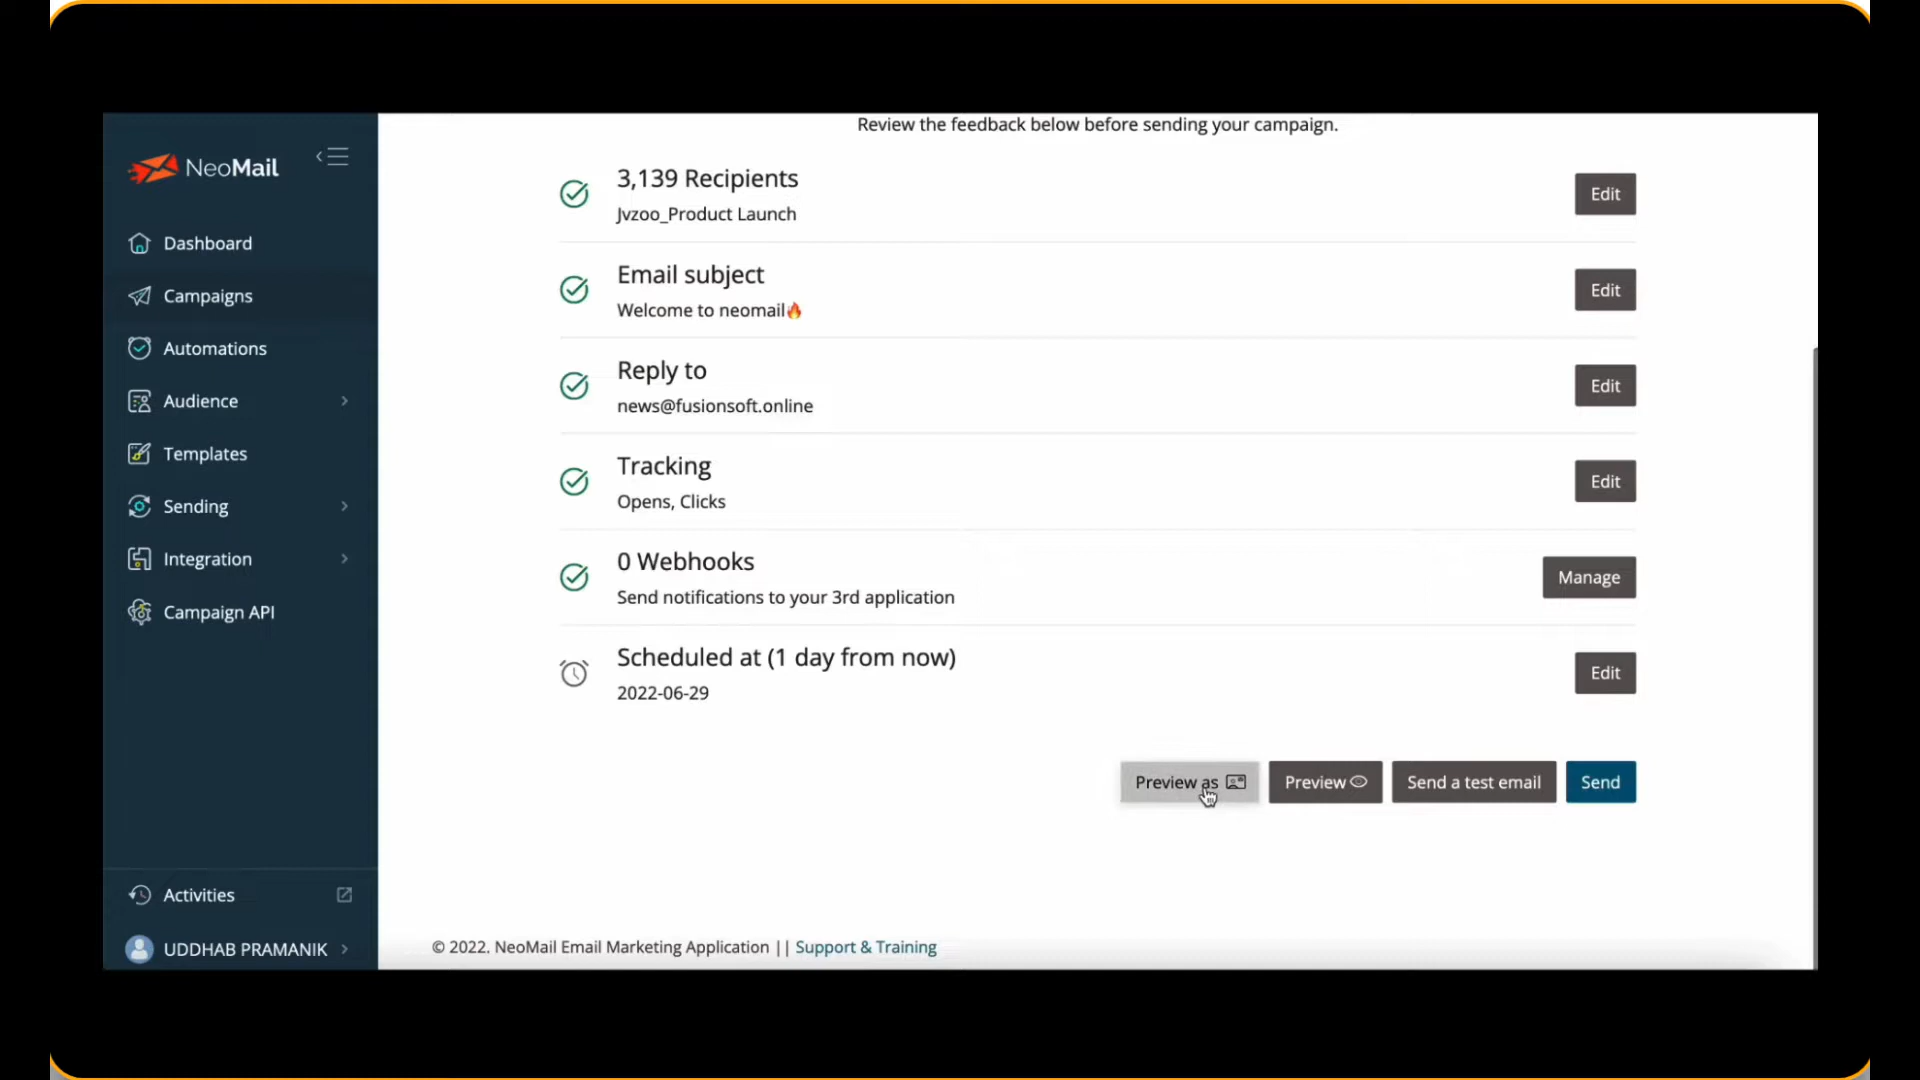 NeoMail
Dashboard
Campaigns
Automations
Audience
Templates
Sending
Integration
Campaign API
Activities
UDDHAB PRAMANIK
Review the feedback below before sending your campaign.
3,139 Recipients
Jvzoo_Product Launch
Edit
Email subject
Welcome to neomail🔥
Edit
Reply to
news@fusionsoft.online
Edit
Tracking
Opens, Clicks
Edit
0 Webhooks
Send notifications to your 3rd application
Manage
Scheduled at (1 day from now)
2022-06-29
Edit
Preview as
Preview
Send a test email
Send
© 2022. NeoMail Email Marketing Application || Support & Training